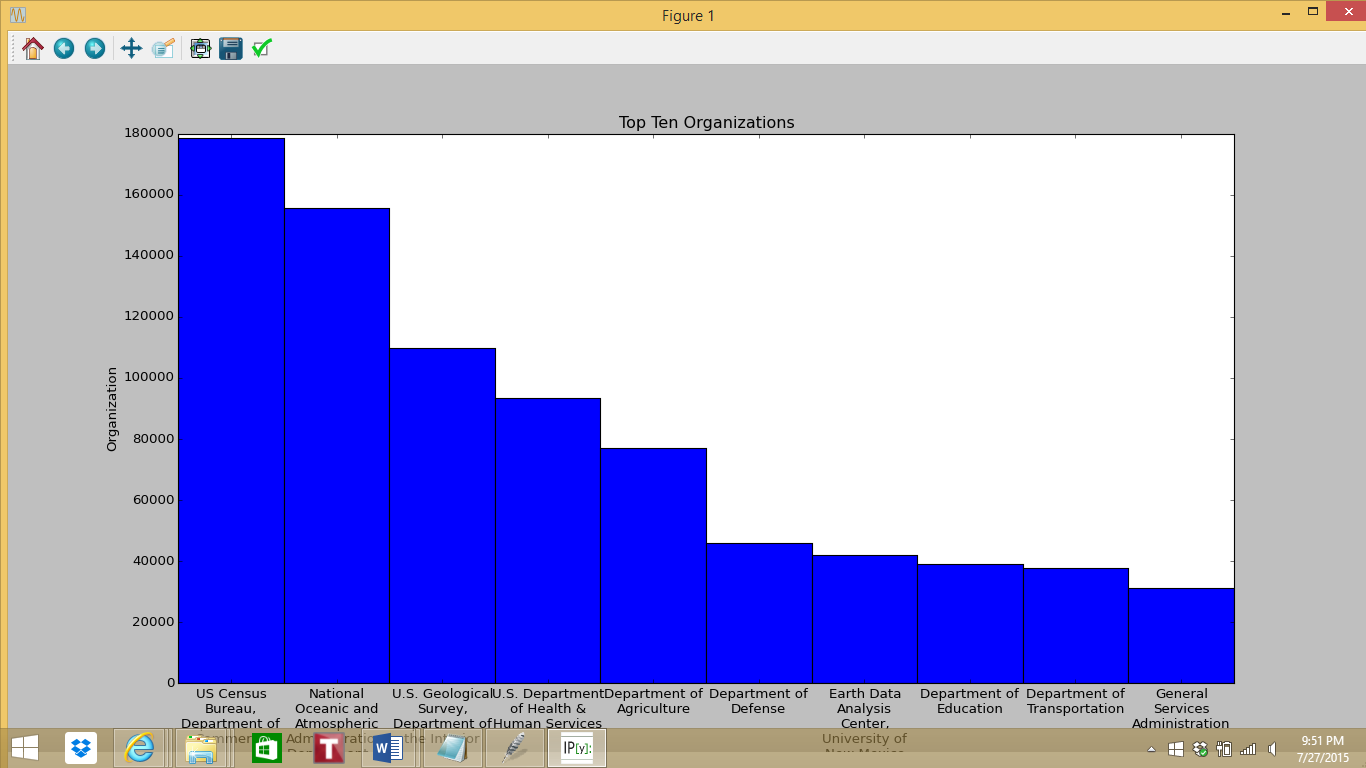 Figure 1
Top Ten Organizations
180000
160000
140000
120000
100000
80000
60000
40000
20000
0
Organization
US Census
Bureau,
Department of
Commerce
National
Oceanic and
Atmospheric
Administration,
Department
U.S. Geological
Survey,
Department of
the Interior
U.S. Department
of Health &
Human Services
Department of
Agriculture
Department of
Defense
Earth Data
Analysis
Center,
University of
New Mexico
Department of
Education
Department of
Transportation
General
Services
Administration
T
W
IP[y]:
9:51 PM
7/27/2015